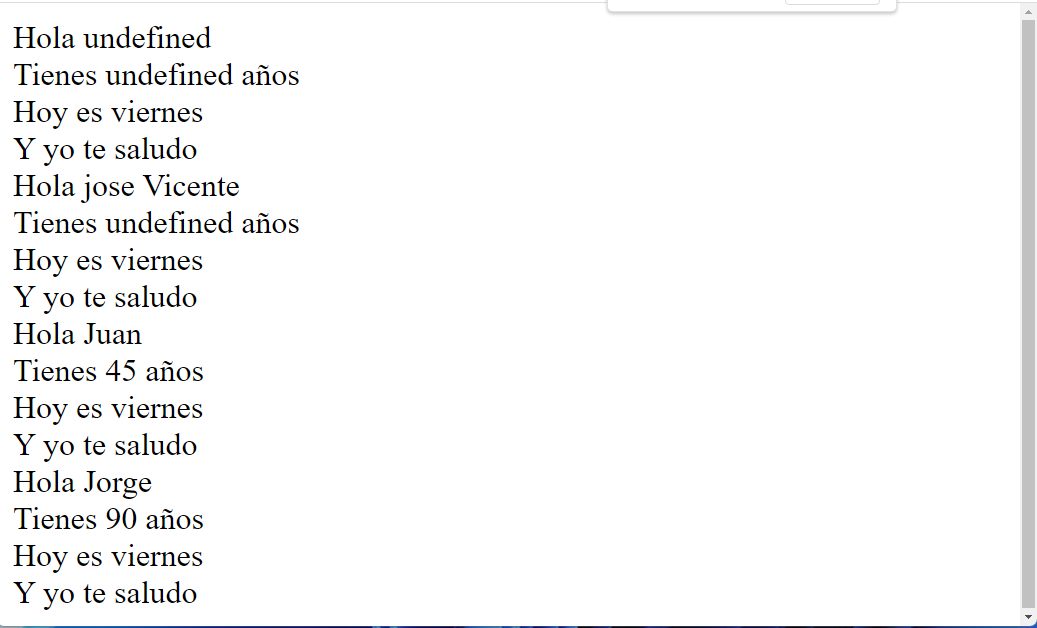 Hola undefined
Tienes undefined años
Hoy es viernes
Y yo te saludo
Hola jose Vicente
Tienes undefined años
Hoy es viernes
Y yo te saludo
Hola Juan
Tienes 45 años
Hoy es viernes
Y yo te saludo
Hola Jorge
Tienes 90 años
Hoy es viernes
Y yo te saludo